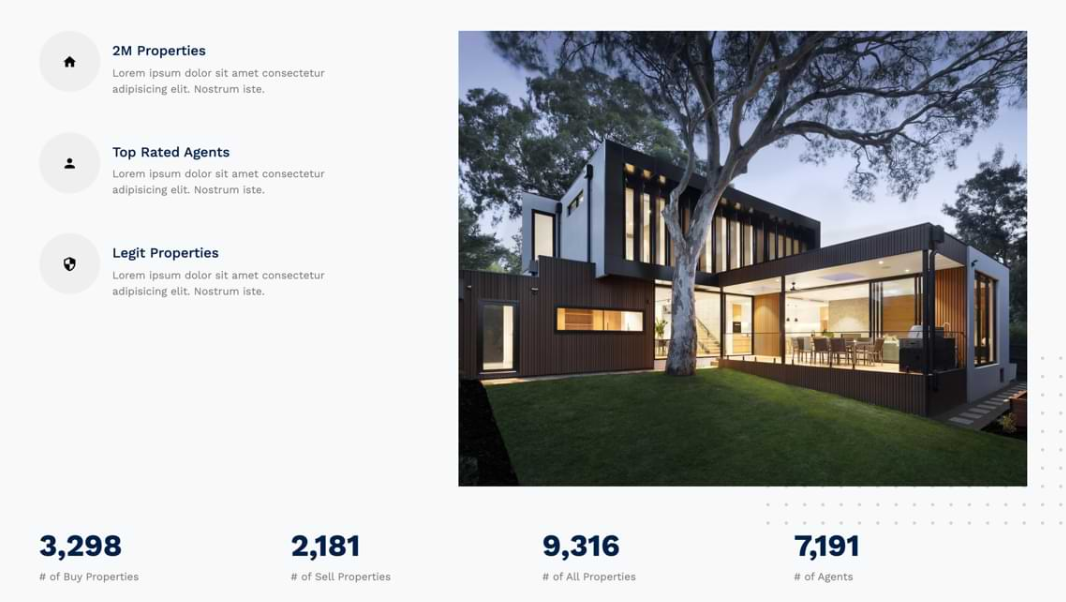 2M Properties
Lorem ipsum dolor sit amet consectetur
adipisicing elit. Nostrum iste.
Top Rated Agents
Lorem ipsum dolor sit amet consectetur
adipisicing elit. Nostrum iste.
Legit Properties
Lorem ipsum dolor sit amet consectetur
adipisicing elit. Nostrum iste.
3,298
# of Buy Properties
2,181
# of Sell Properties
9,316
# of All Properties
7,191
# of Agents